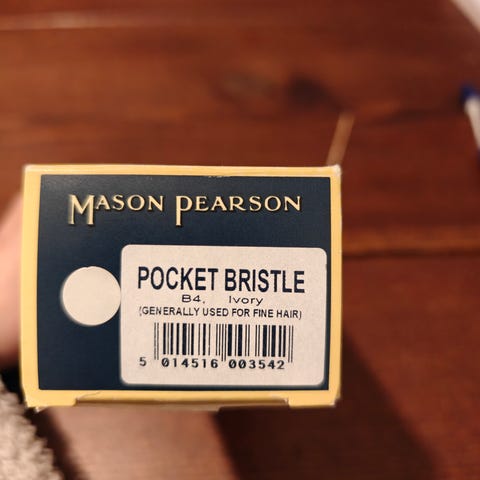 MASON PEARSON
POCKET BRISTLE
B4, Ivory
(GENERALLY USED FOR FINE HAIR)
5 014516 003542